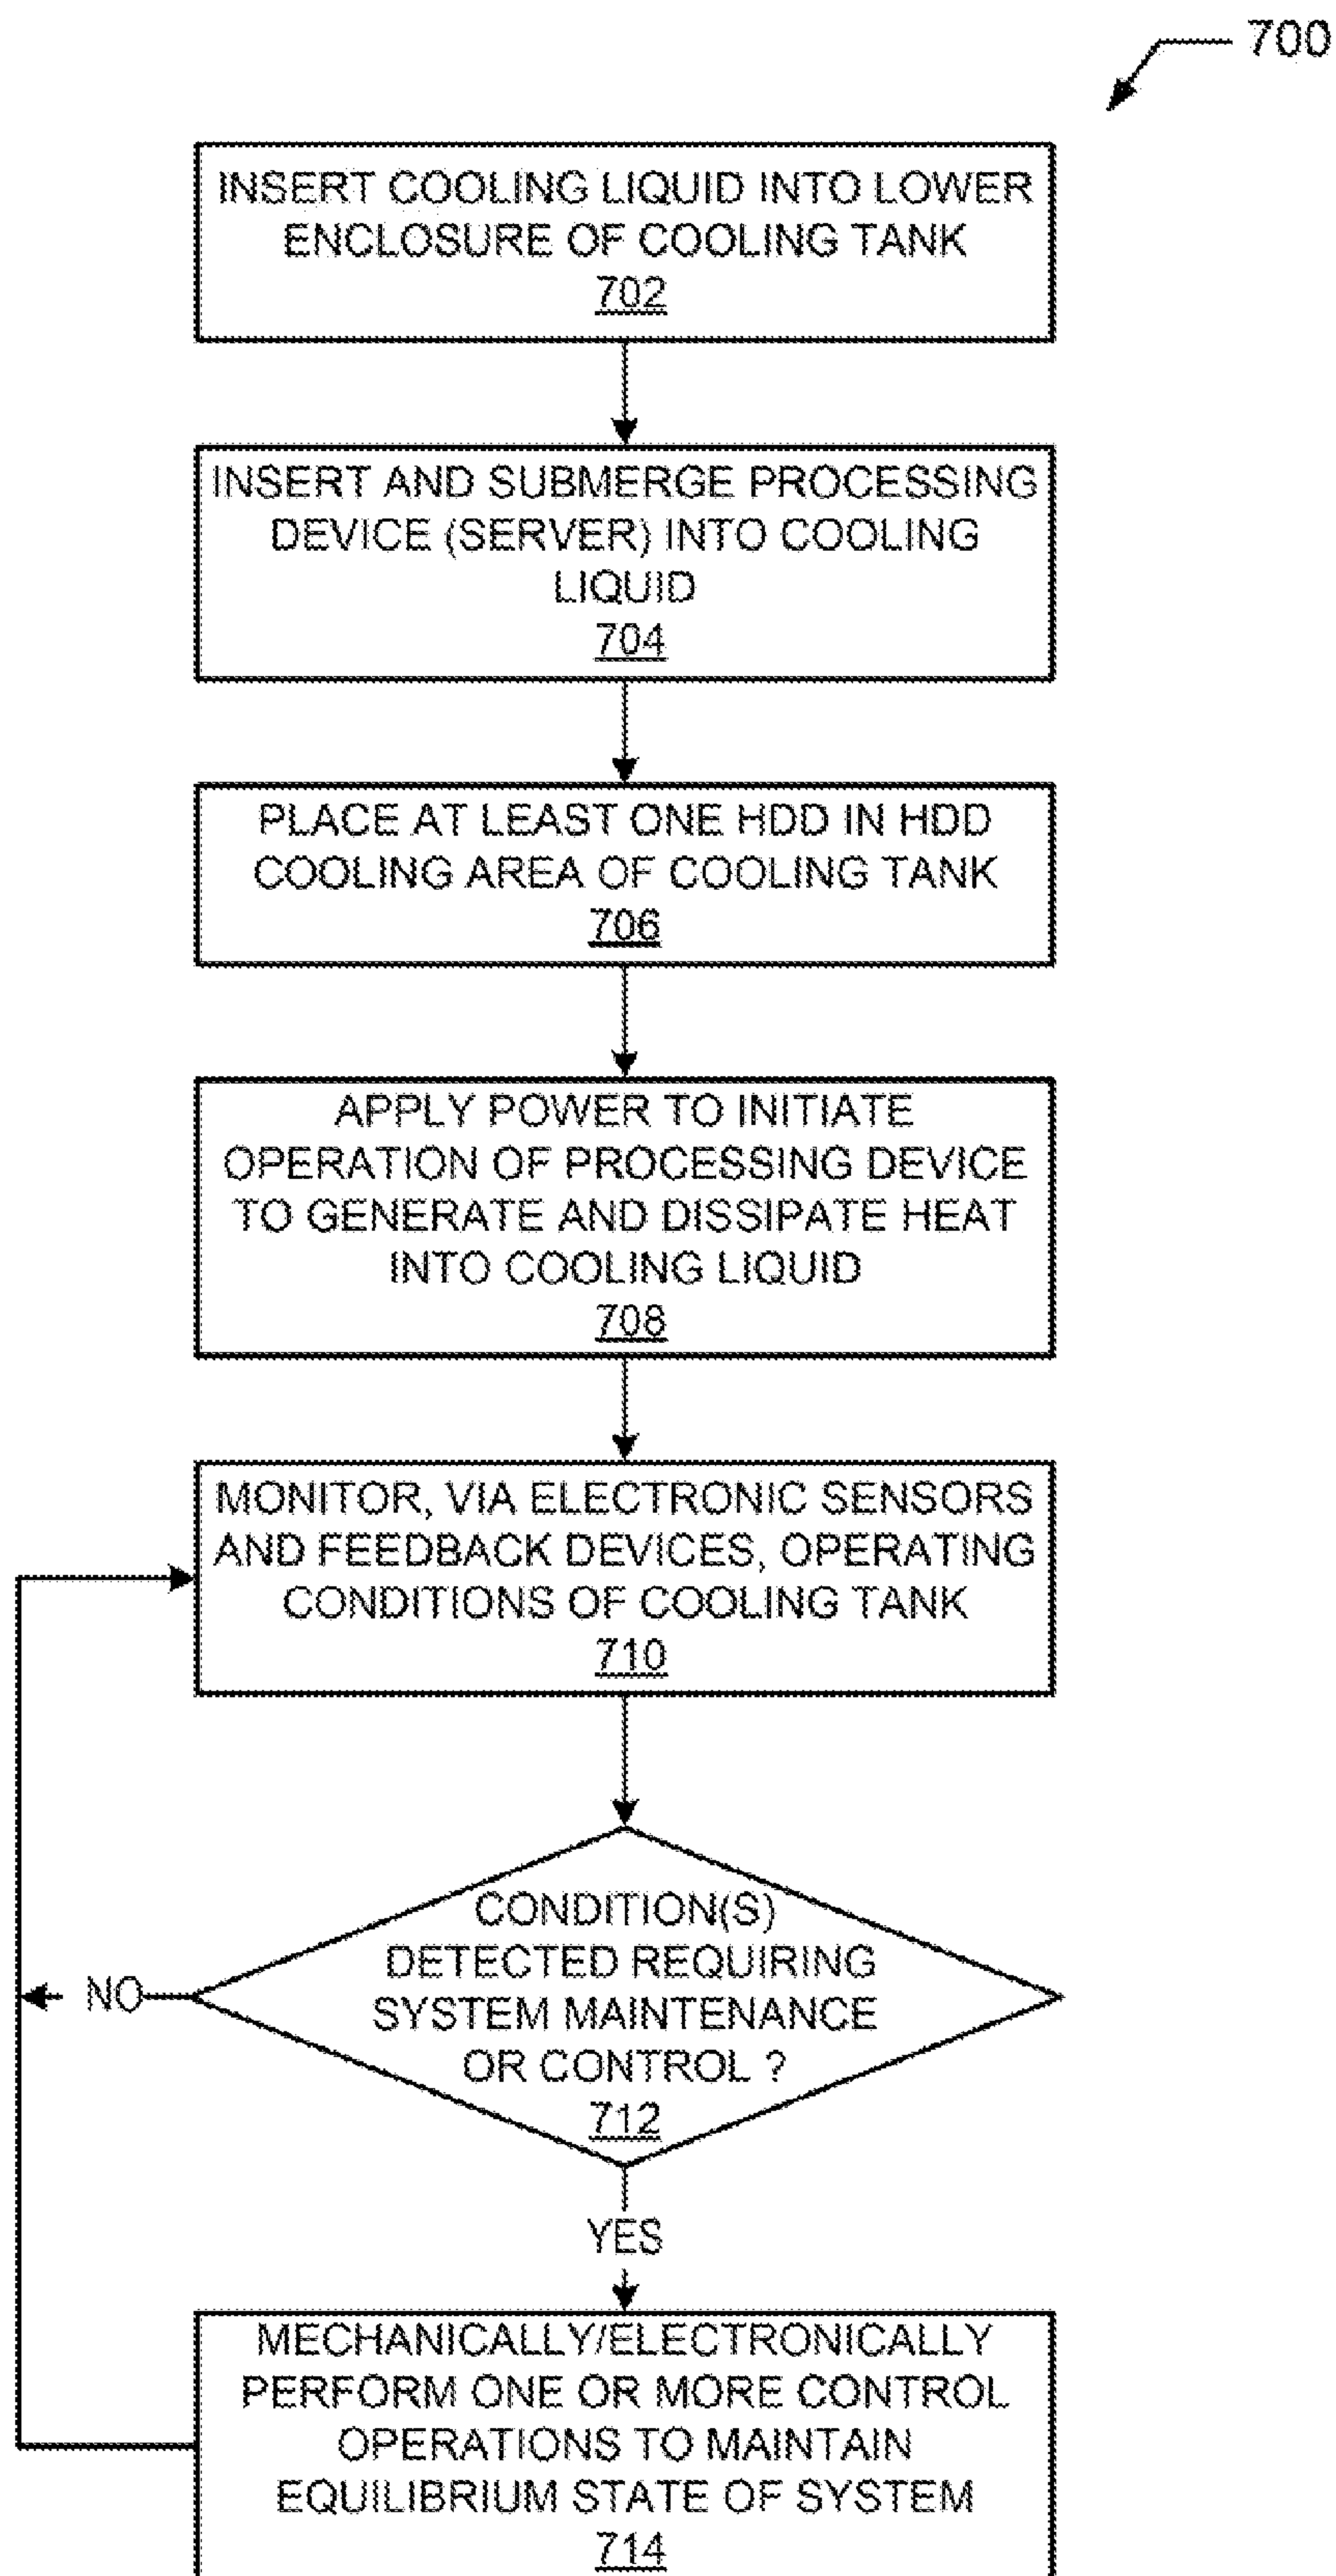 700
INSERT COOLING LIQUID INTO LOWER
ENCLOSURE OF COOLING TANK
702
INSERT AND SUBMERGE PROCESSING
DEVICE (SERVER) INTO COOLING
LIQUID
704
PLACE AT LEAST ONE HDD IN HDD
COOLING AREA OF COOLING TANK
706
APPLY POWER TO INITIATE
OPERATION OF PROCESSING DEVICE
TO GENERATE AND DISSIPATE HEAT
INTO COOLING LIQUID
708
MONITOR, VIA ELECTRONIC SENSORS
AND FEEDBACK DEVICES, OPERATING
CONDITIONS OF COOLING TANK
710
CONDITION(S)
DETECTED REQUIRING
SYSTEM MAINTENANCE
OR CONTROL ?
712
NO
YES
MECHANICALLY/ELECTRONICALLY
PERFORM ONE OR MORE CONTROL
OPERATIONS TO MAINTAIN
EQUILIBRIUM STATE OF SYSTEM
714